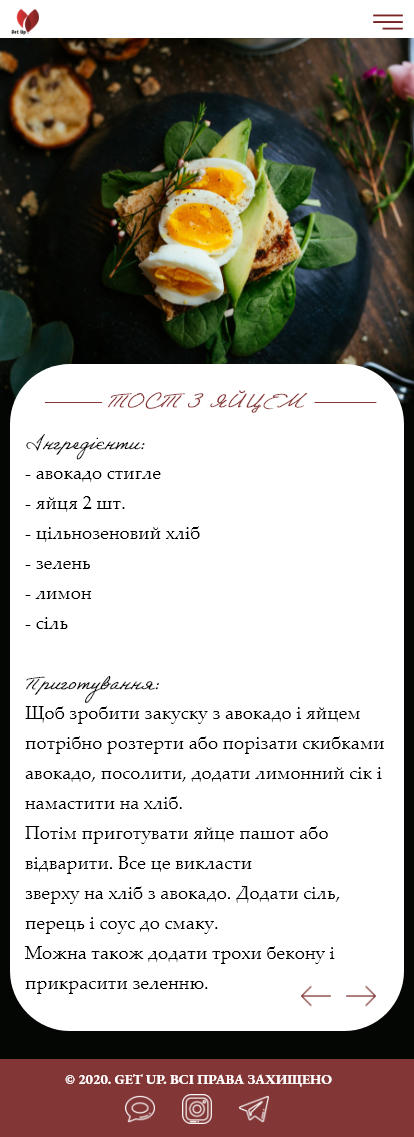 Get Up
ТОСТ З ЯЙЦЕМ
Інгредієнти:
- авокадо стигле
- яйця 2 шт.
- цільнозеновий хліб
- зелень
- лимон
- сіль
Приготування:
Щоб зробити закуску з авокадо і яйцем
потрібно розтерти або порізати скибками
авокадо, посолити, додати лимонний сік і
намастити на хліб.
Потім приготувати яйце пашот або
відварити. Все це викласти
зверху на хліб з авокадо. Додати сіль,
перець і соус до смаку.
Можна також додати трохи бекону і
прикрасити зеленню.
© 2020. GET UP. ВСІ ПРАВА ЗАХИЩЕНО